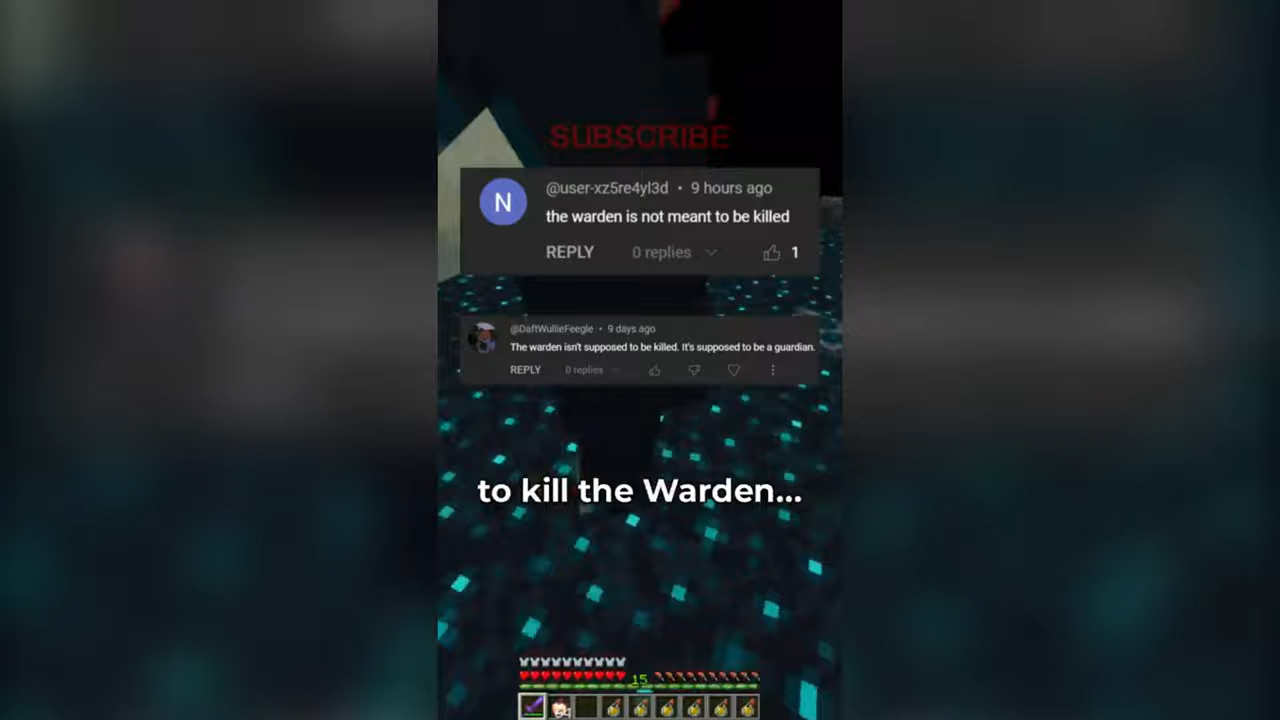 SUBSCRIBE
N
@user-xz5re4yl3d • 9 hours ago
the warden is not meant to be killed
REPLY 0 replies 1
@DaftWullieFeegle • 9 days ago
The warden isn't supposed to be killed. It's supposed to be a guardian.
REPLY 0 replies
to kill the Warden...
15